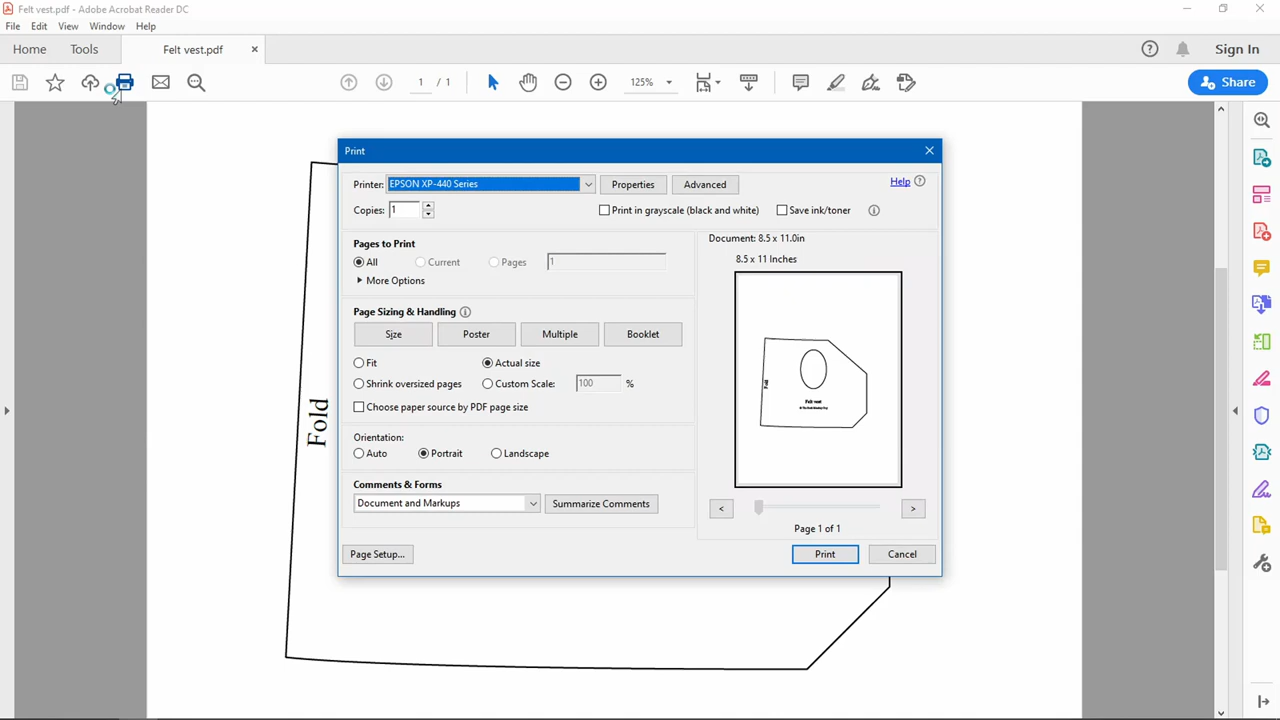 Felt vest.pdf - Adobe Acrobat Reader DC
File Edit View Window Help
Home Tools Felt vest.pdf × Sign In
1 / 1 125% Share
Print
Printer: EPSON XP-440 Series Properties Advanced Help
Copies: 1 Print in grayscale (black and white) Save ink/toner
Pages to Print
All Current Pages 1
More Options
Page Sizing & Handling
Size Poster Multiple Booklet
Fit Actual size
Shrink oversized pages Custom Scale: 100 %
Choose paper source by PDF page size
Orientation:
Auto Portrait Landscape
Comments & Forms
Document and Markups Summarize Comments
Document: 8.5 x 11.0in
8.5 x 11 Inches
Fold
Felt vest
< >
Page 1 of 1
Page Setup... Print Cancel
Fold